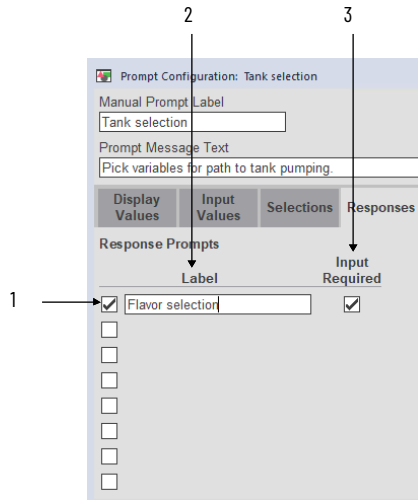 2
3
Prompt Configuration: Tank selection
Manual Prompt Label
Tank selection
Prompt Message Text
Pick variables for path to tank pumping.
Display Values
Input Values
Selections
Responses
Response Prompts
Label
Input Required
1
Flavor selection